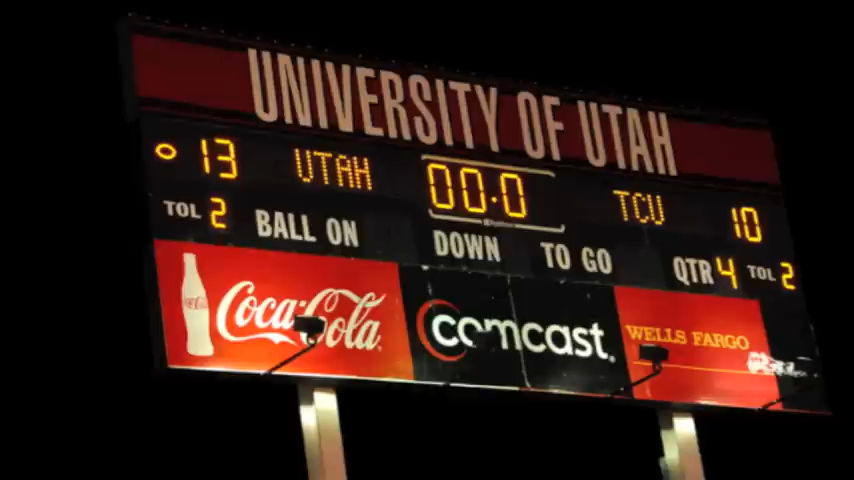 UNIVERSITY OF UTAH
13 UTAH 00.0 TCU 10
TOL 2 BALL ON DOWN TO GO QTR 4 TOL 2
Coca-Cola comcast. WELLS FARGO